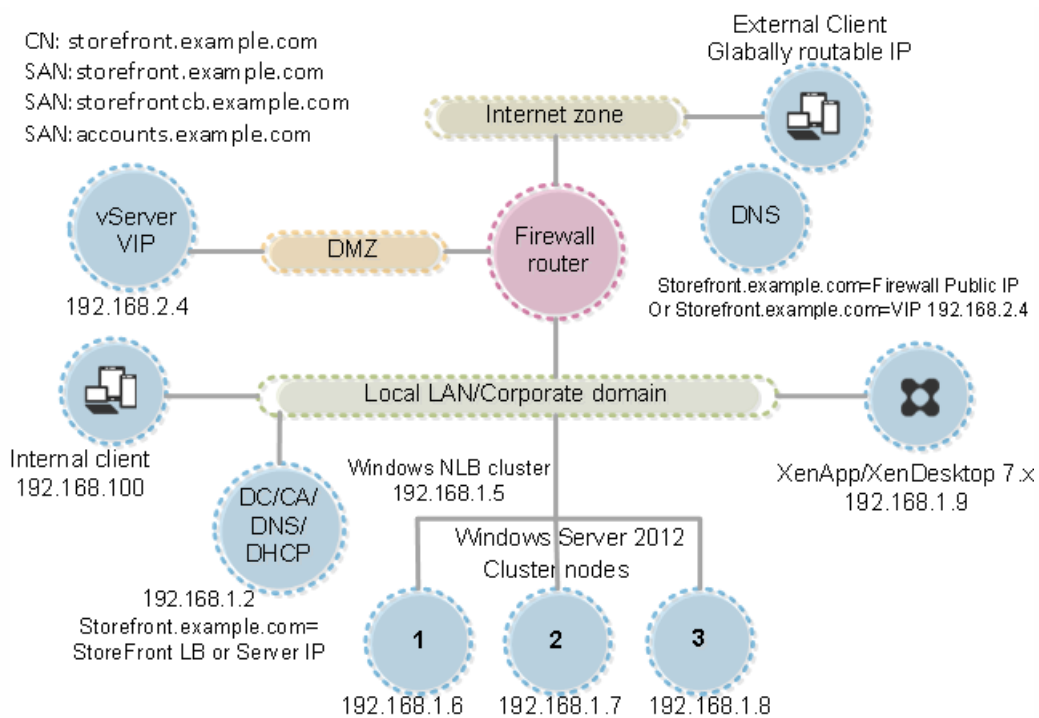 CN: storefront.example.com
SAN: storefront.example.com
SAN: storefrontcb.example.com
SAN: accounts.example.com
External Client
Glabally routable IP
Internet zone
vServer
VIP
DMZ
Firewall
router
DNS
192.168.2.4
Storefront.example.com=Firewall Public IP
Or Storefront.example.com=VIP 192.168.2.4
Local LAN/Corporate domain
Internal client
192.168.100
Windows NLB cluster
192.168.1.5
XenApp/XenDesktop 7.x
192.168.1.9
DC/CA/
DNS/
DHCP
Windows Server 2012
Cluster nodes
192.168.1.2
Storefront.example.com=
StoreFront LB or Server IP
1
2
3
192.168.1.6
192.168.1.7
192.168.1.8